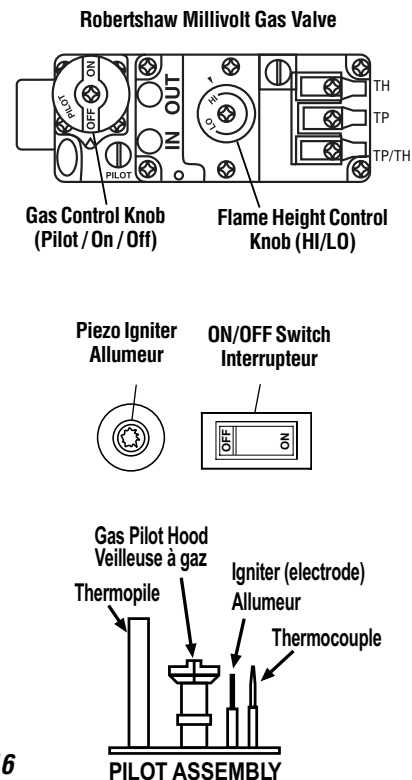 Robertshaw Millivolt Gas Valve
PILOT
ON
OFF
OUT
IN
PILOT
HI
LO
TH
TP
TP/TH
Gas Control Knob
(Pilot / On / Off)
Flame Height Control
Knob (HI/LO)
Piezo Igniter
Allumeur
ON/OFF Switch
Interrupteur
OFF
ON
Gas Pilot Hood
Veilleuse à gaz
Thermopile
Igniter (electrode)
Allumeur
Thermocouple
PILOT ASSEMBLY